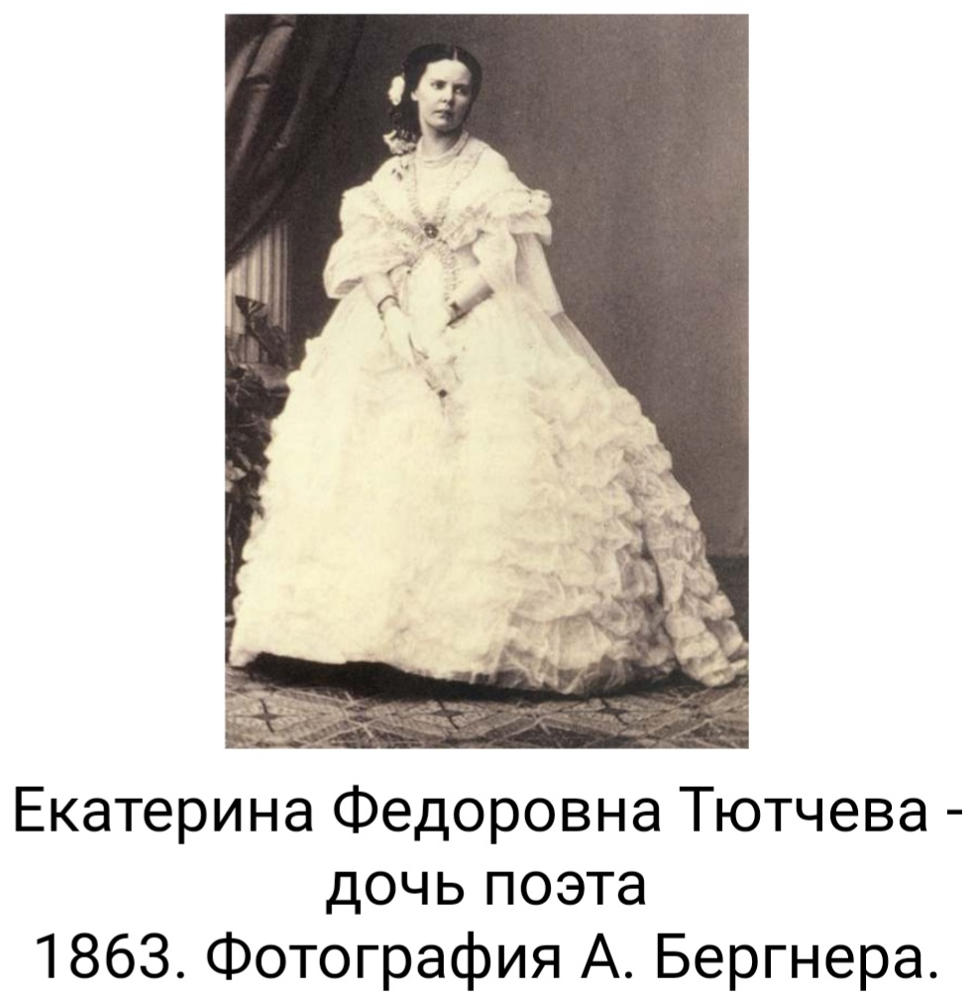 Екатерина Федоровна Тютчева -
дочь поэта
1863. Фотография А. Бергнера.